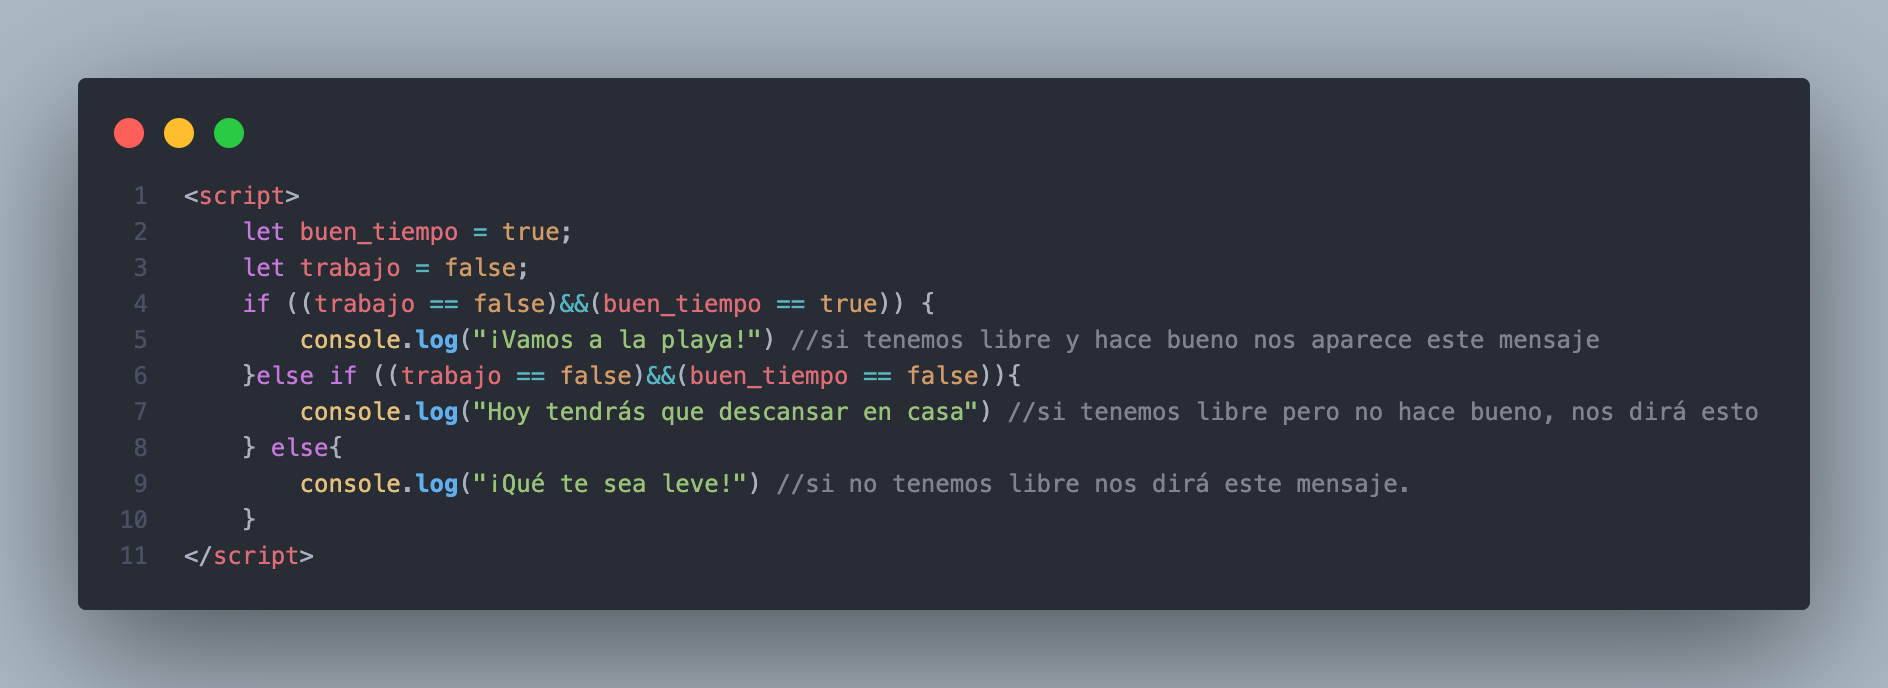 1 <script>
2     let buen_tiempo = true;
3     let trabajo = false;
4     if ((trabajo == false)&&(buen_tiempo == true)) {
5         console.log("¡Vamos a la playa!") //si tenemos libre y hace bueno nos aparece este mensaje
6     }else if ((trabajo == false)&&(buen_tiempo == false)){
7         console.log("Hoy tendrás que descansar en casa") //si tenemos libre pero no hace bueno, nos dirá esto
8     } else{
9         console.log("¡Qué te sea leve!") //si no tenemos libre nos dirá este mensaje.
10     }
11 </script>